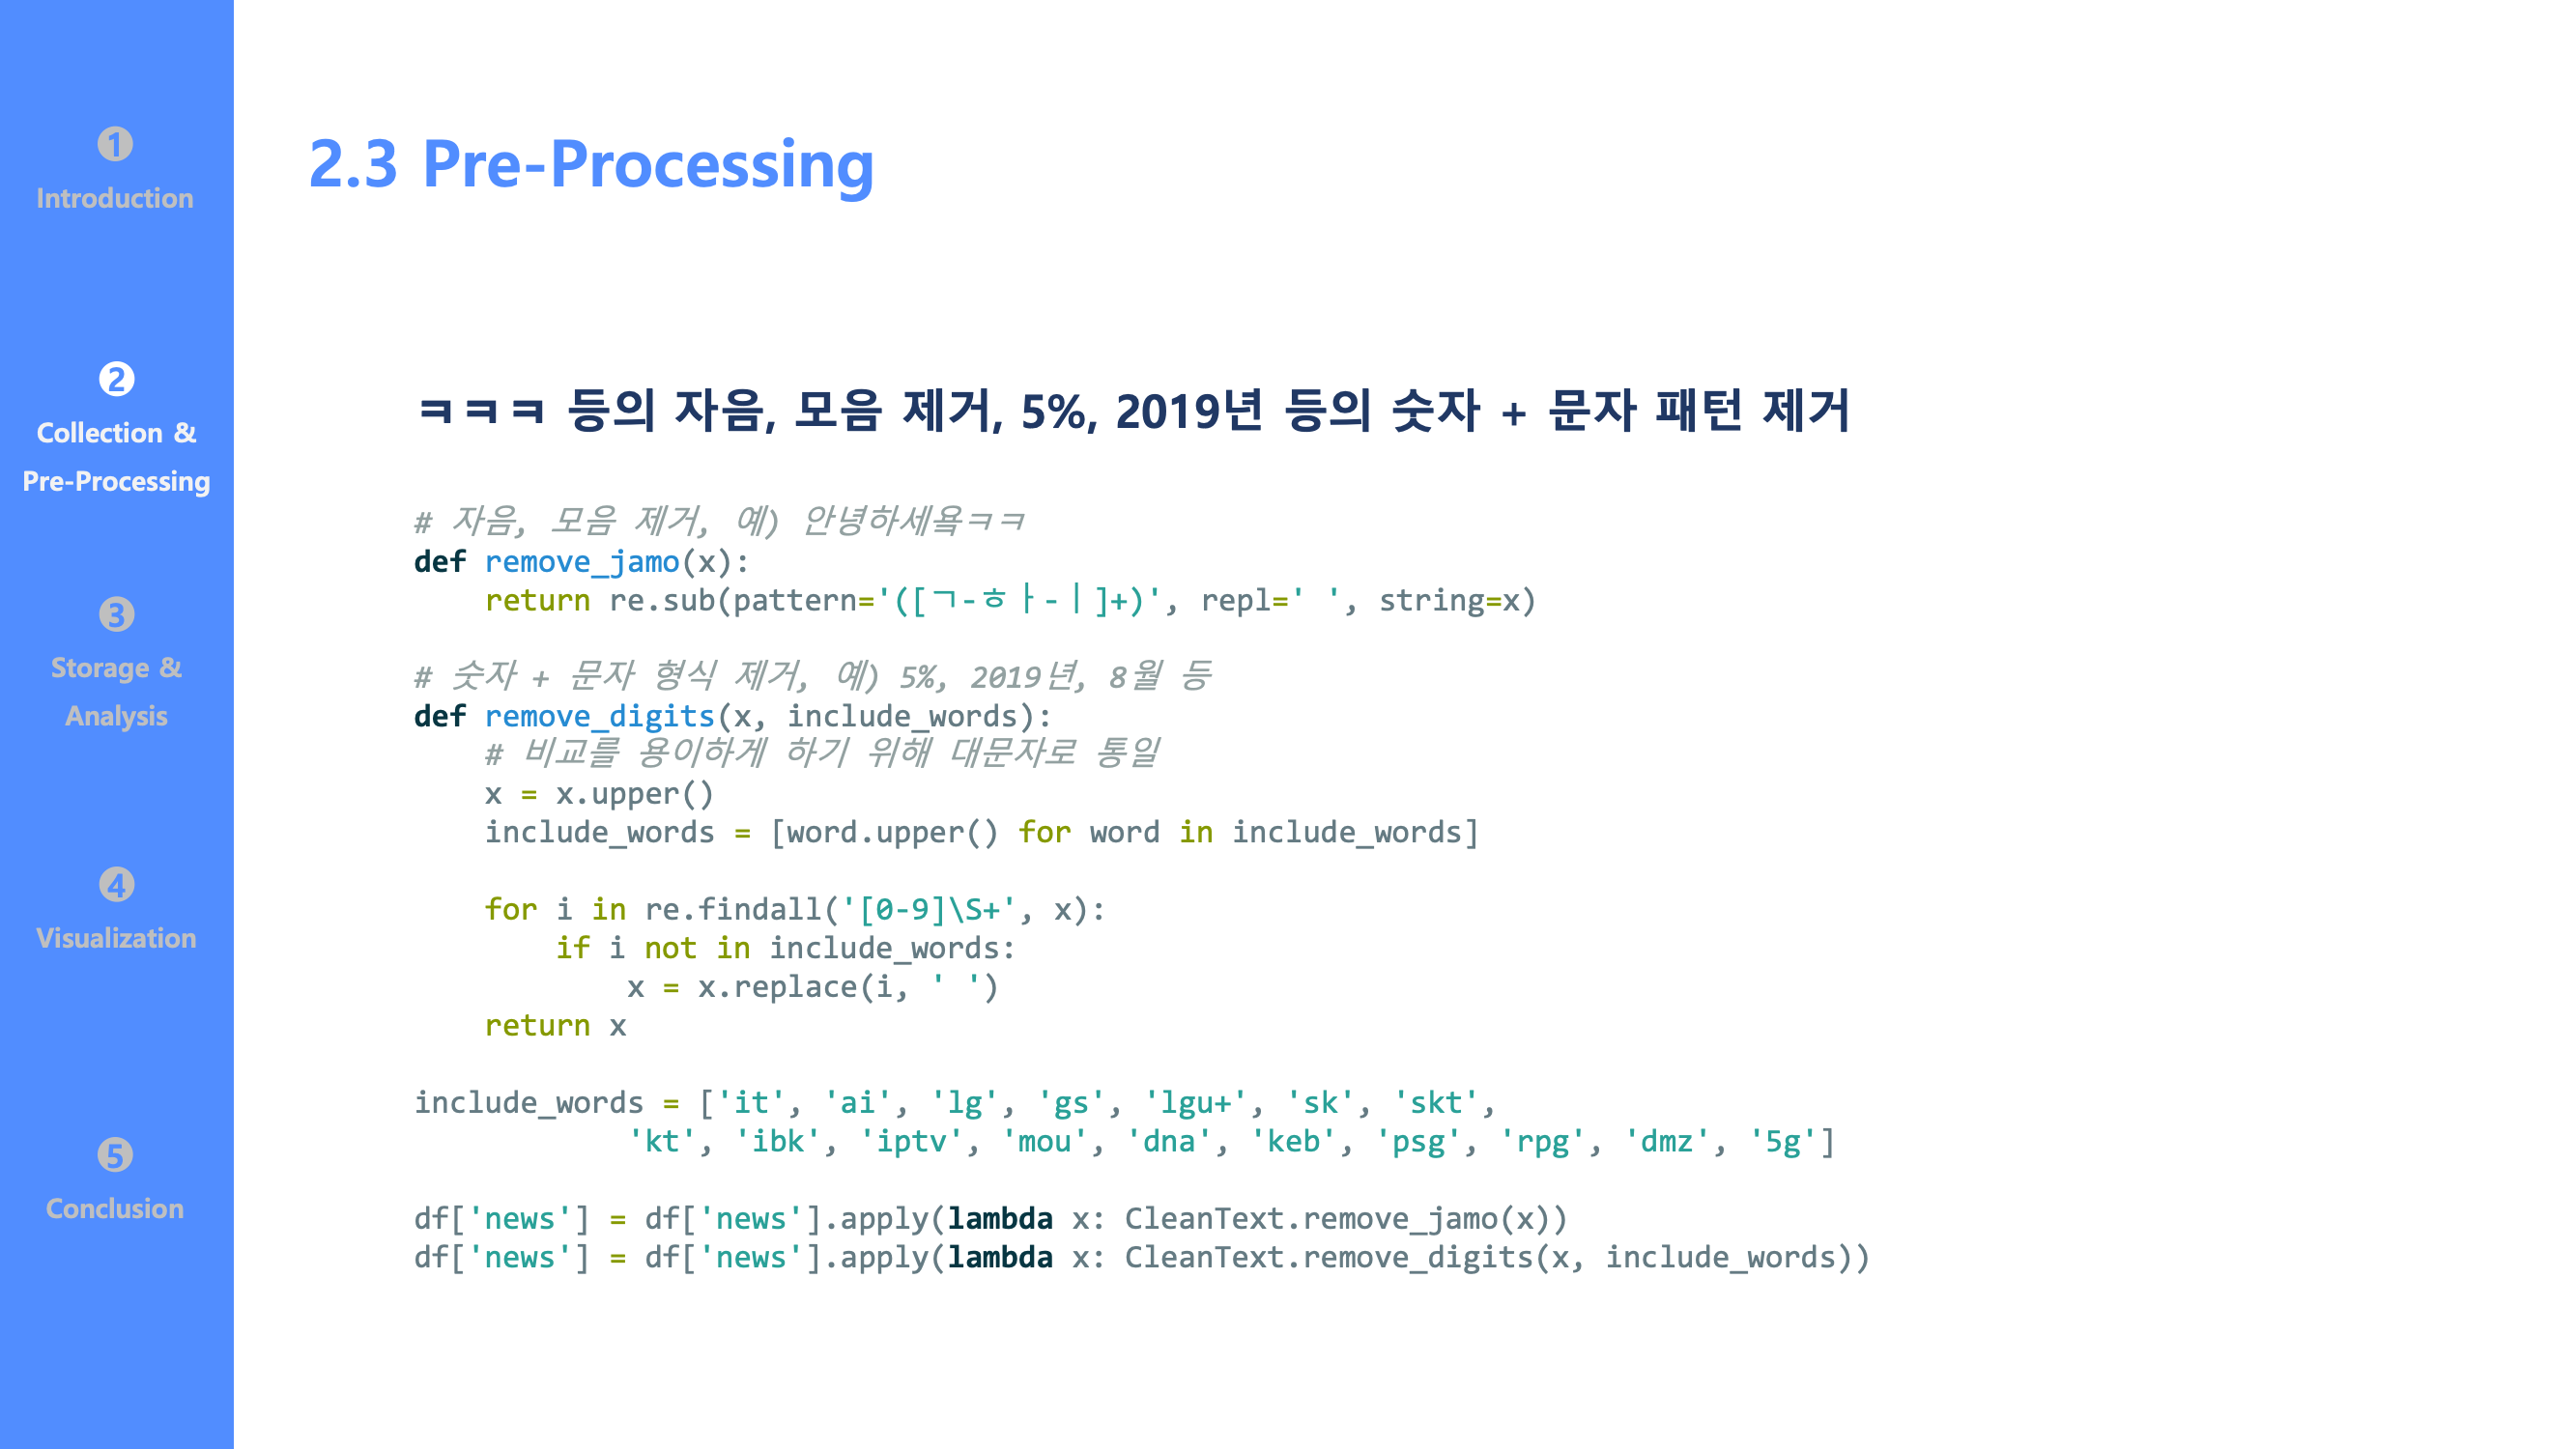 ❶
Introduction
❷
Collection &
Pre-Processing
❸
Storage &
Analysis
❹
Visualization
❺
Conclusion
2.3 Pre-Processing
ㅋㅋㅋ 등의 자음, 모음 제거, 5%, 2019년 등의 숫자 + 문자 패턴 제거
# 자음, 모음 제거, 예) 안녕하세욬ㅋㅋ
def remove_jamo(x):
    return re.sub(pattern='([ㄱ-ㅎㅏ-ㅣ]+)', repl=' ', string=x)
# 숫자 + 문자 형식 제거, 예) 5%, 2019년, 8월 등
def remove_digits(x, include_words):
    # 비교를 용이하게 하기 위해 대문자로 통일
    x = x.upper()
    include_words = [word.upper() for word in include_words]
    for i in re.findall('[0-9]\S+', x):
        if i not in include_words:
            x = x.replace(i, ' ')
    return x
include_words = ['it', 'ai', 'lg', 'gs', 'lgu+', 'sk', 'skt',
            'kt', 'ibk', 'iptv', 'mou', 'dna', 'keb', 'psg', 'rpg', 'dmz', '5g']
df['news'] = df['news'].apply(lambda x: CleanText.remove_jamo(x))
df['news'] = df['news'].apply(lambda x: CleanText.remove_digits(x, include_words))